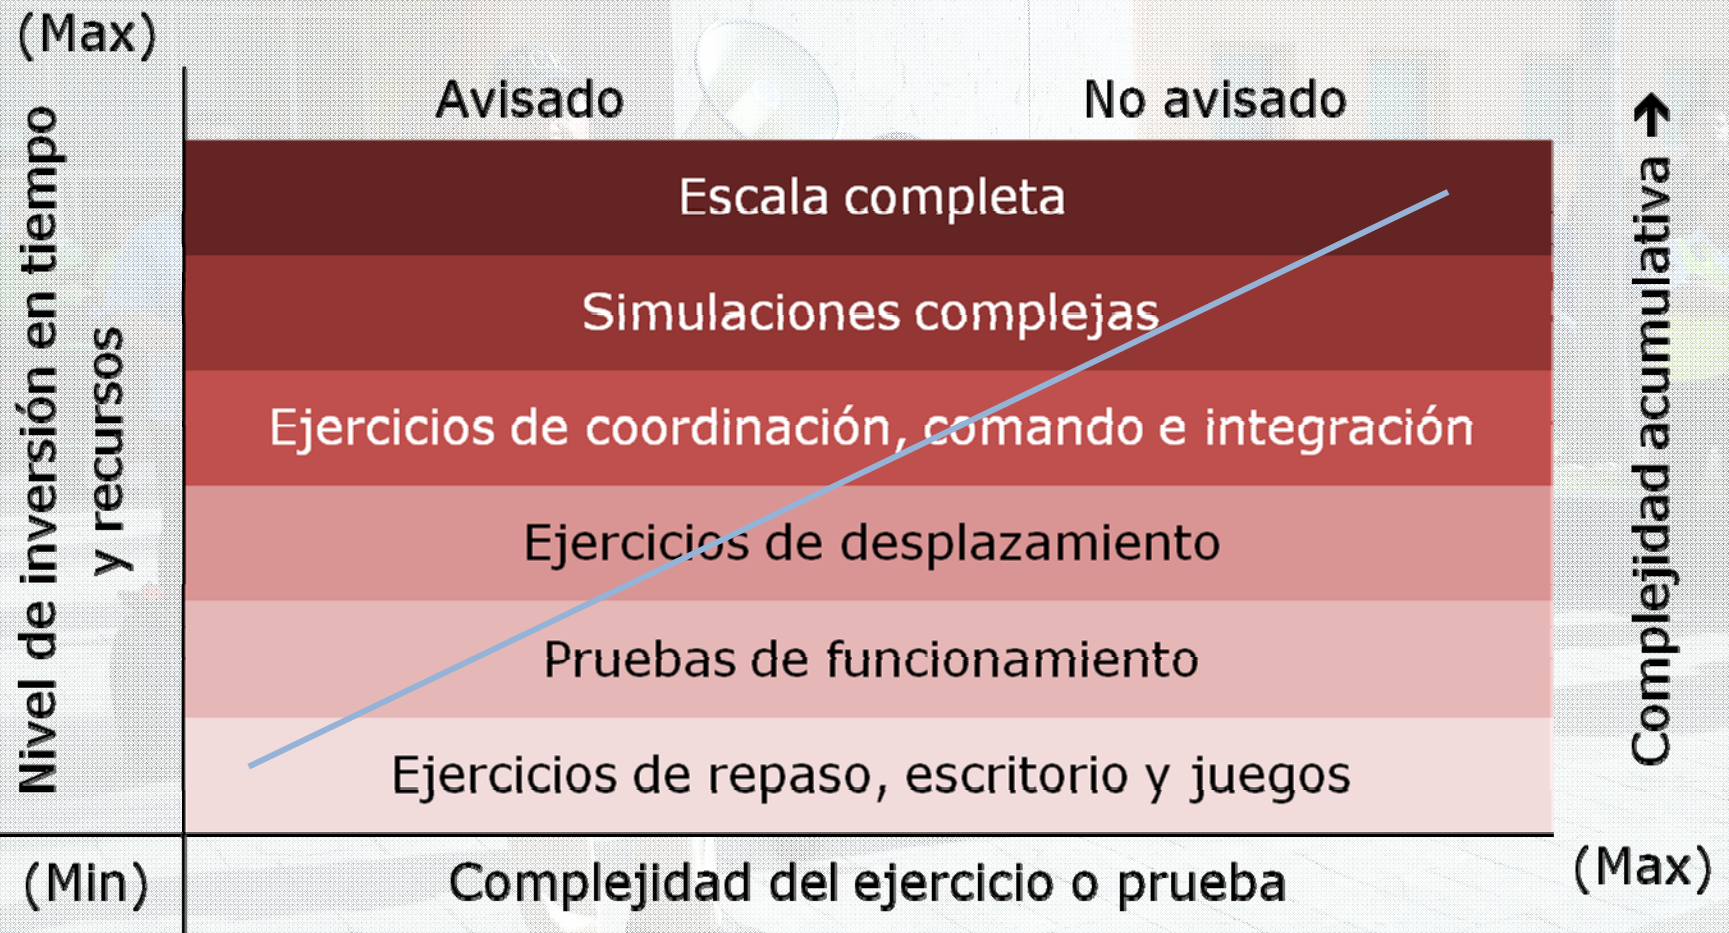 (Max)
Avisado
No avisado
Nivel de inversión en tiempo
y recursos
Escala completa
Simulaciones complejas
Ejercicios de coordinación, comando e integración
Ejercicios de desplazamiento
Pruebas de funcionamiento
Ejercicios de repaso, escritorio y juegos
Complejidad acumulativa →
(Min)
Complejidad del ejercicio o prueba
(Max)